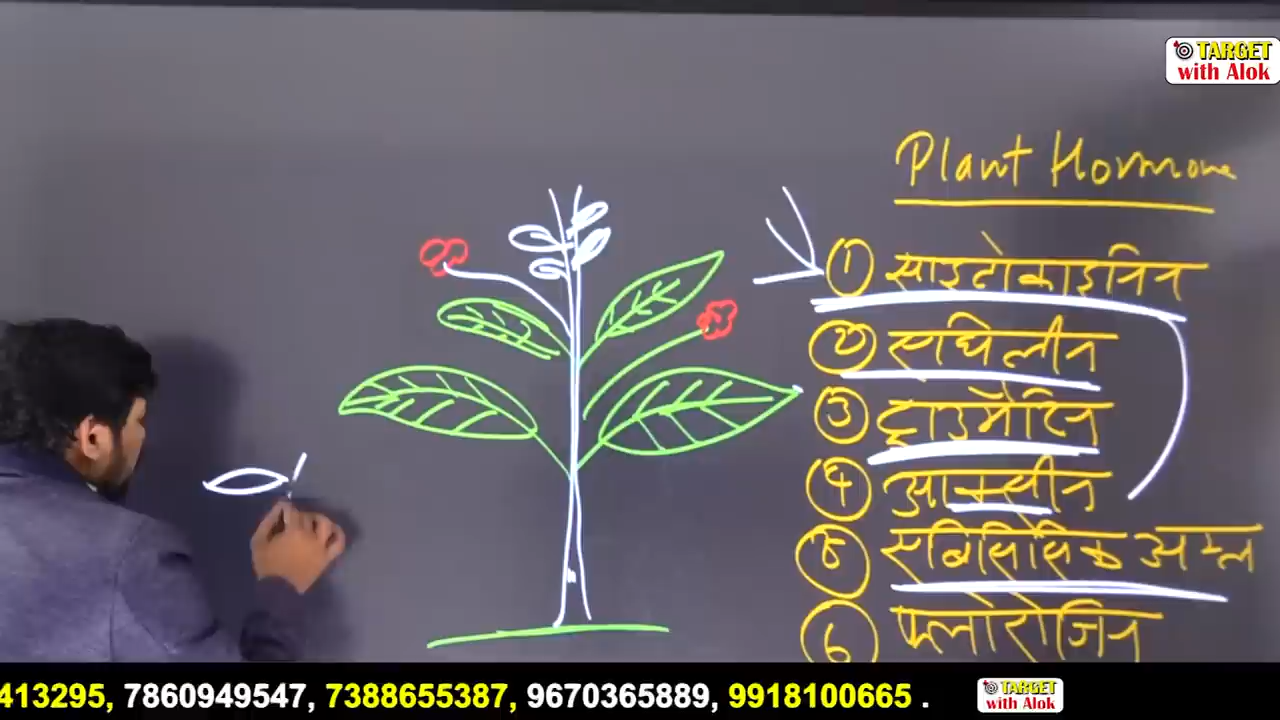 TARGET
with Alok
Plant Hormone
① साइटोकाइनिन
② एथिलीन
③ ट्राउमैटिन
④ आक्सीन
⑤ एबिसिसिक अम्ल
⑥ फ्लोरोजिन
413295, 7860949547, 7388655387, 9670365889, 9918100665 .
TARGET
with Alok